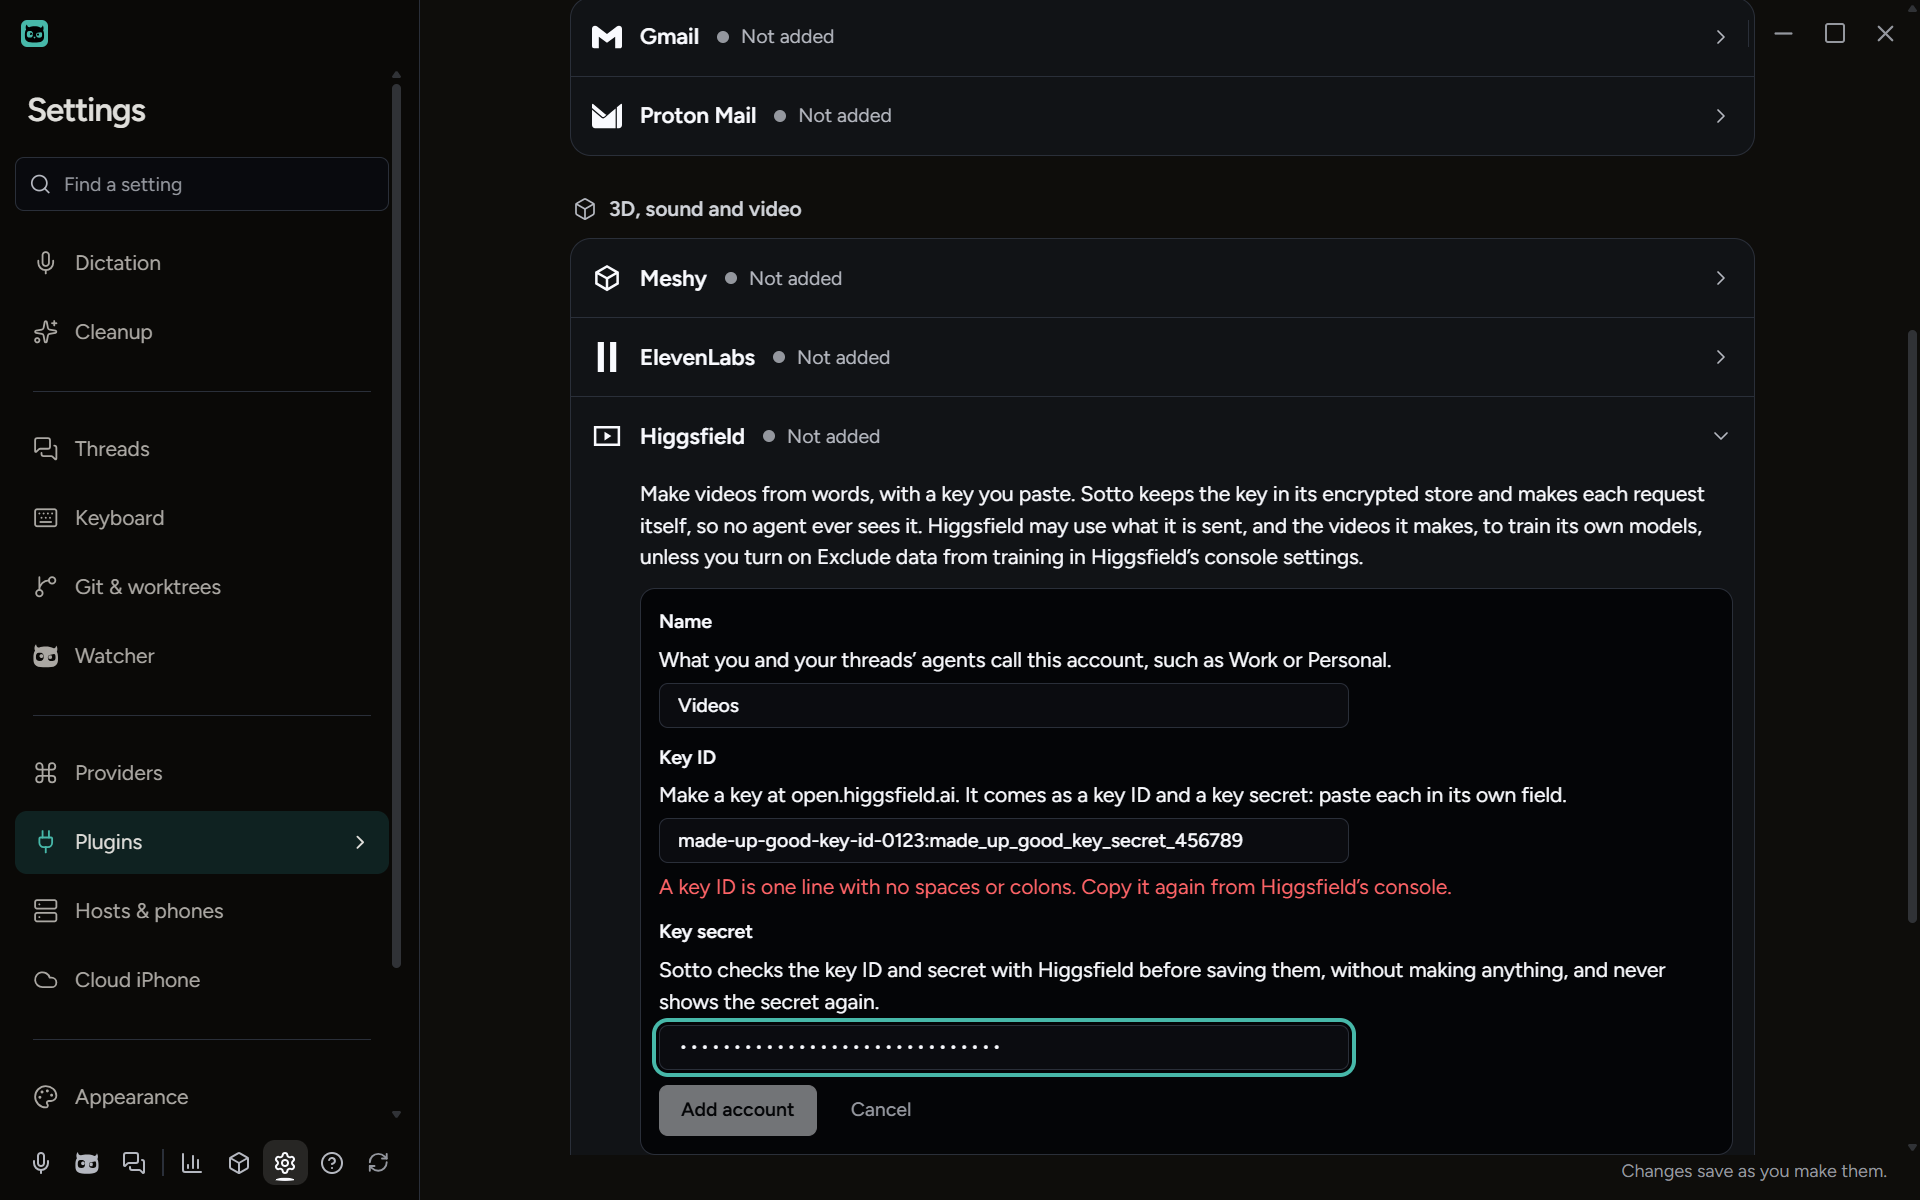 Settings
Find a setting
Dictation
Cleanup
Threads
Keyboard
Git & worktrees
Watcher
Providers
Plugins
Hosts & phones
Cloud iPhone
Appearance
Gmail Not added
Proton Mail Not added
3D, sound and video
Meshy Not added
ElevenLabs Not added
Higgsfield Not added
Make videos from words, with a key you paste. Sotto keeps the key in its encrypted store and makes each request
itself, so no agent ever sees it. Higgsfield may use what it is sent, and the videos it makes, to train its own models,
unless you turn on Exclude data from training in Higgsfield’s console settings.
Name
What you and your threads’ agents call this account, such as Work or Personal.
Videos
Key ID
Make a key at open.higgsfield.ai. It comes as a key ID and a key secret: paste each in its own field.
made-up-good-key-id-0123:made_up_good_key_secret_456789
A key ID is one line with no spaces or colons. Copy it again from Higgsfield’s console.
Key secret
Sotto checks the key ID and secret with Higgsfield before saving them, without making anything, and never
shows the secret again.
Add account Cancel
Changes save as you make them.